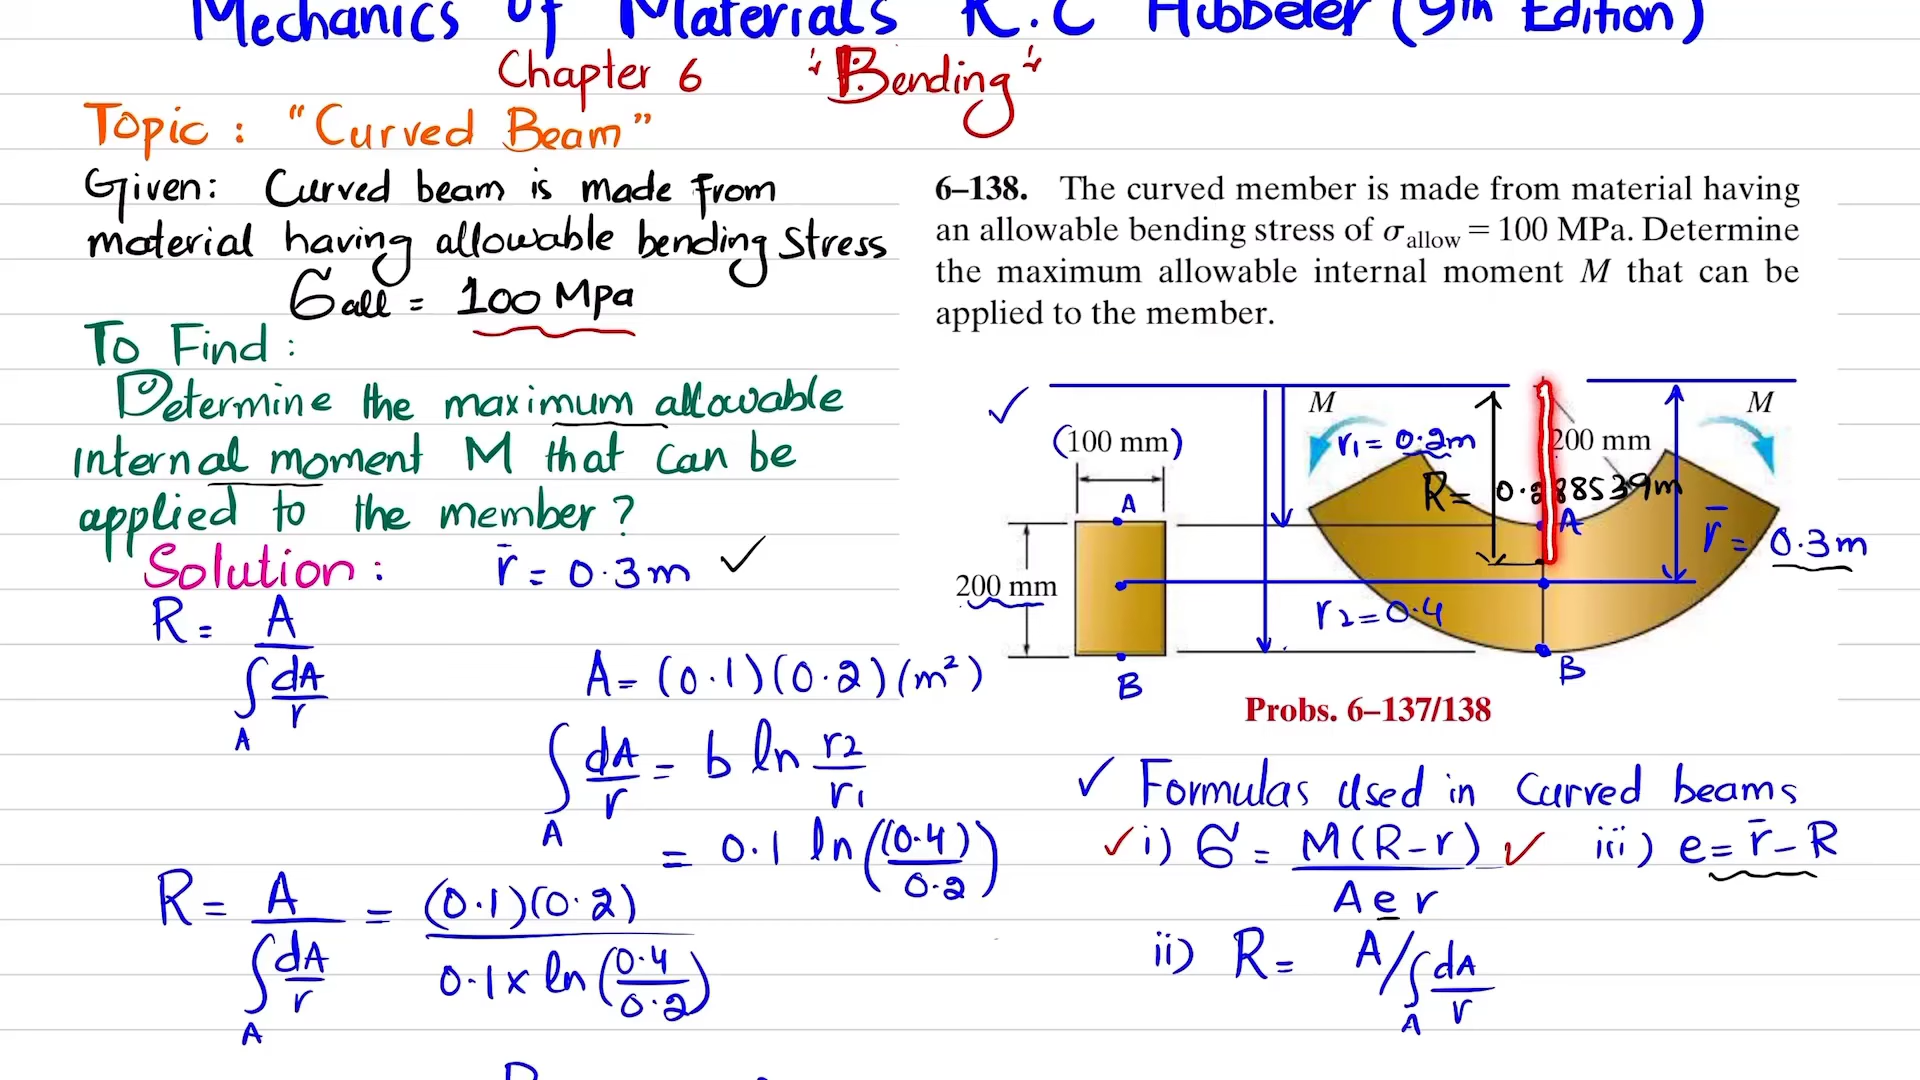 Mechanics of Materials R.C Hubbeler (9th Edition)
Chapter 6 "Bending"
Topic : "Curved Beam"
Given: Curved beam is made from
material having allowable bending stress
σall = 100 Mpa
To Find :
Determine the maximum allowable
internal moment M that can be
applied to the member ?
Solution : r̄ = 0.3m ✓
R = A / ∫A dA/r
A = (0.1)(0.2)(m²)
∫A dA/r = b ln r2/r1
= 0.1 ln((0.4)/0.2)
R = A / ∫A dA/r = (0.1)(0.2) / 0.1 x ln(0.4/0.2)
6–138. The curved member is made from material having
an allowable bending stress of σallow = 100 MPa. Determine
the maximum allowable internal moment M that can be
applied to the member.
✓
M
M
(100 mm)
r1 = 0.2m
200 mm
R = 0.288539m
A
A
r̄ = 0.3m
200 mm
r2=0.4
B
B
Probs. 6–137/138
✓ Formulas Used in Curved beams
✓ i) σ = M(R-r) / A e r ✓ iii) e = r̄ - R
ii) R = A/∫A dA/r